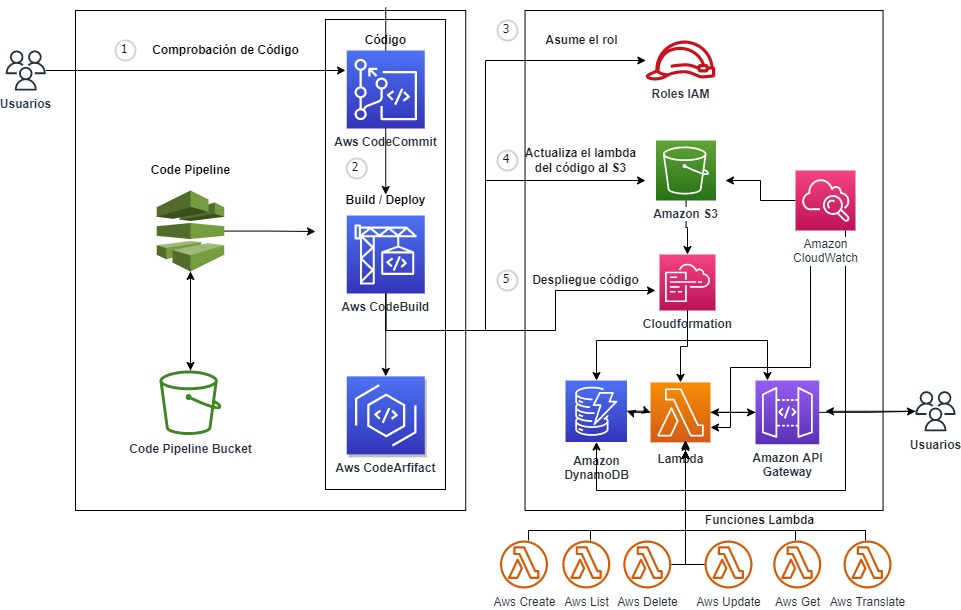 1
Comprobación de Código
Usuarios
Código
Aws CodeCommit
2
Code Pipeline
Build / Deploy
Aws CodeBuild
Code Pipeline Bucket
Aws CodeArfifact
3
Asume el rol
Roles IAM
4
Actualiza el lambda
del código al S3
Amazon S3
Amazon
CloudWatch
5
Despliegue código
Cloudformation
Amazon
DynamoDB
Lambda
Amazon API
Gateway
Usuarios
Funciones Lambda
Aws Create
Aws List
Aws Delete
Aws Update
Aws Get
Aws Translate